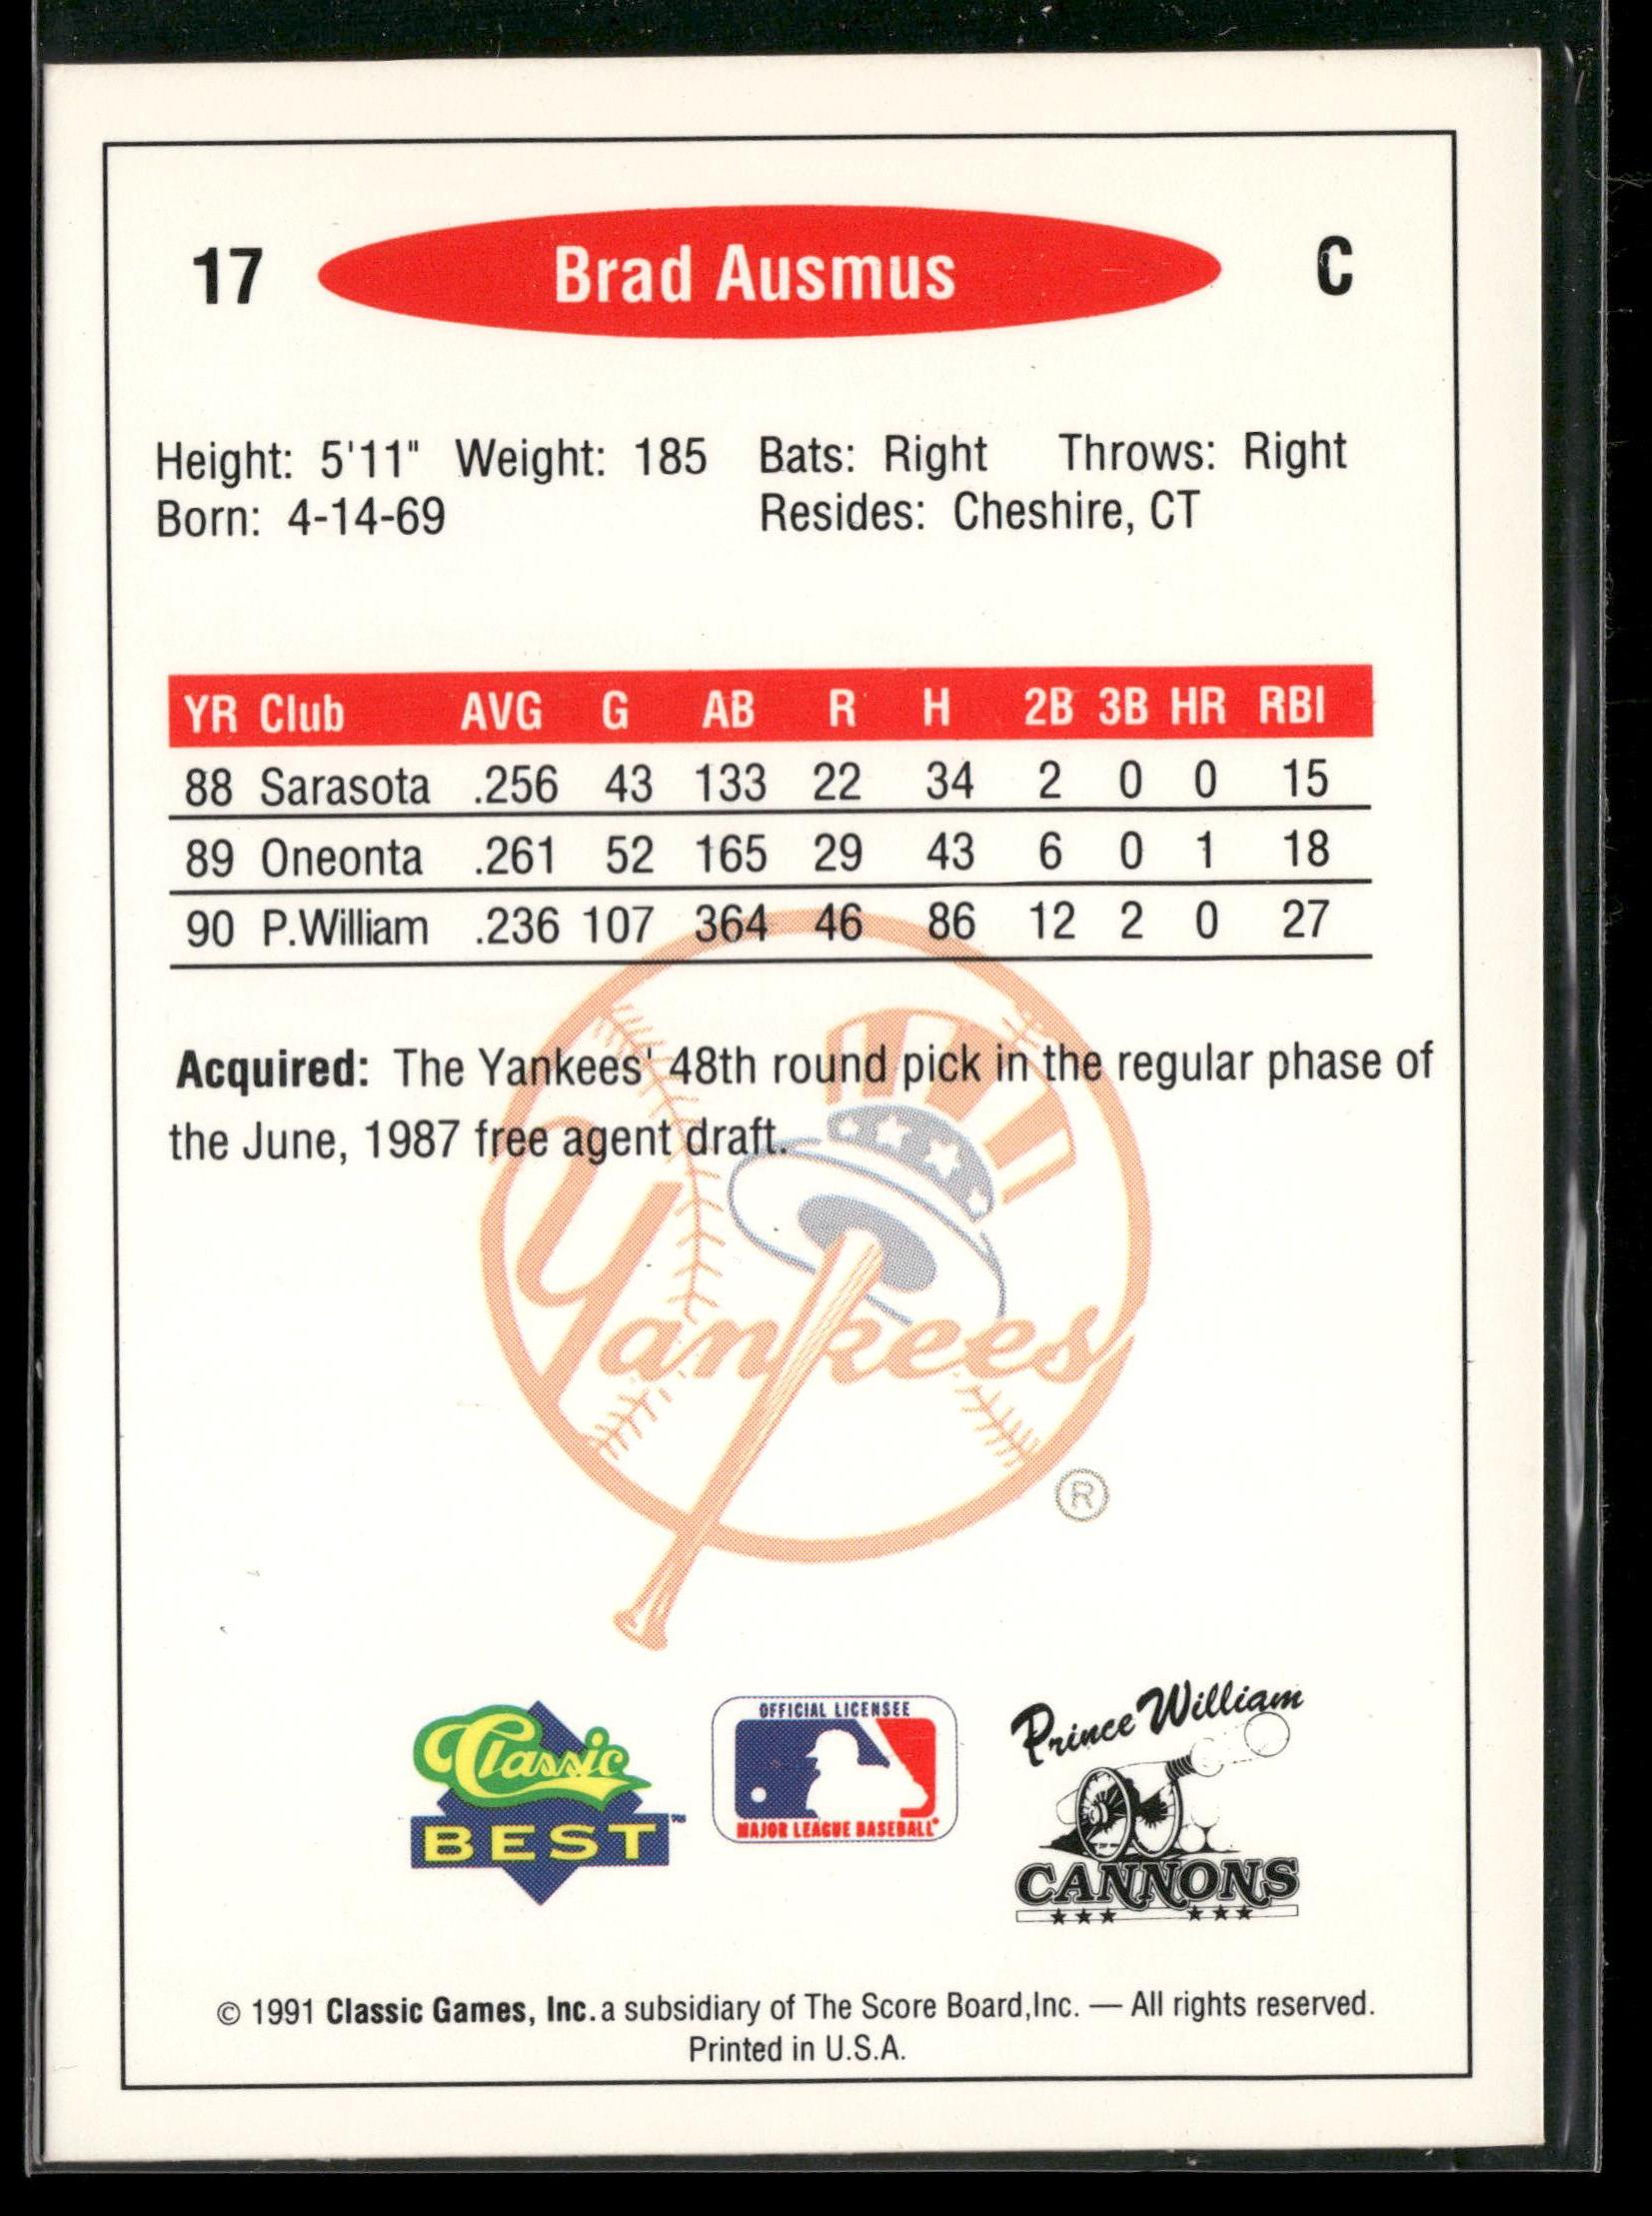 17 Brad Ausmus C
Height: 5'11" Weight: 185 Bats: Right Throws: Right
Born: 4-14-69 Resides: Cheshire, CT
YR Club AVG G AB R H 2B 3B HR RBI
88 Sarasota .256 43 133 22 34 2 0 0 15
89 Oneonta .261 52 165 29 43 6 0 1 18
90 P.William .236 107 364 46 86 12 2 0 27
Acquired: The Yankees' 48th round pick in the regular phase of
the June, 1987 free agent draft.
Yankees
®
Classic
BEST™
OFFICIAL LICENSEE
MAJOR LEAGUE BASEBALL
Prince William
CANNONS
© 1991 Classic Games, Inc. a subsidiary of The Score Board,Inc. — All rights reserved.
Printed in U.S.A.